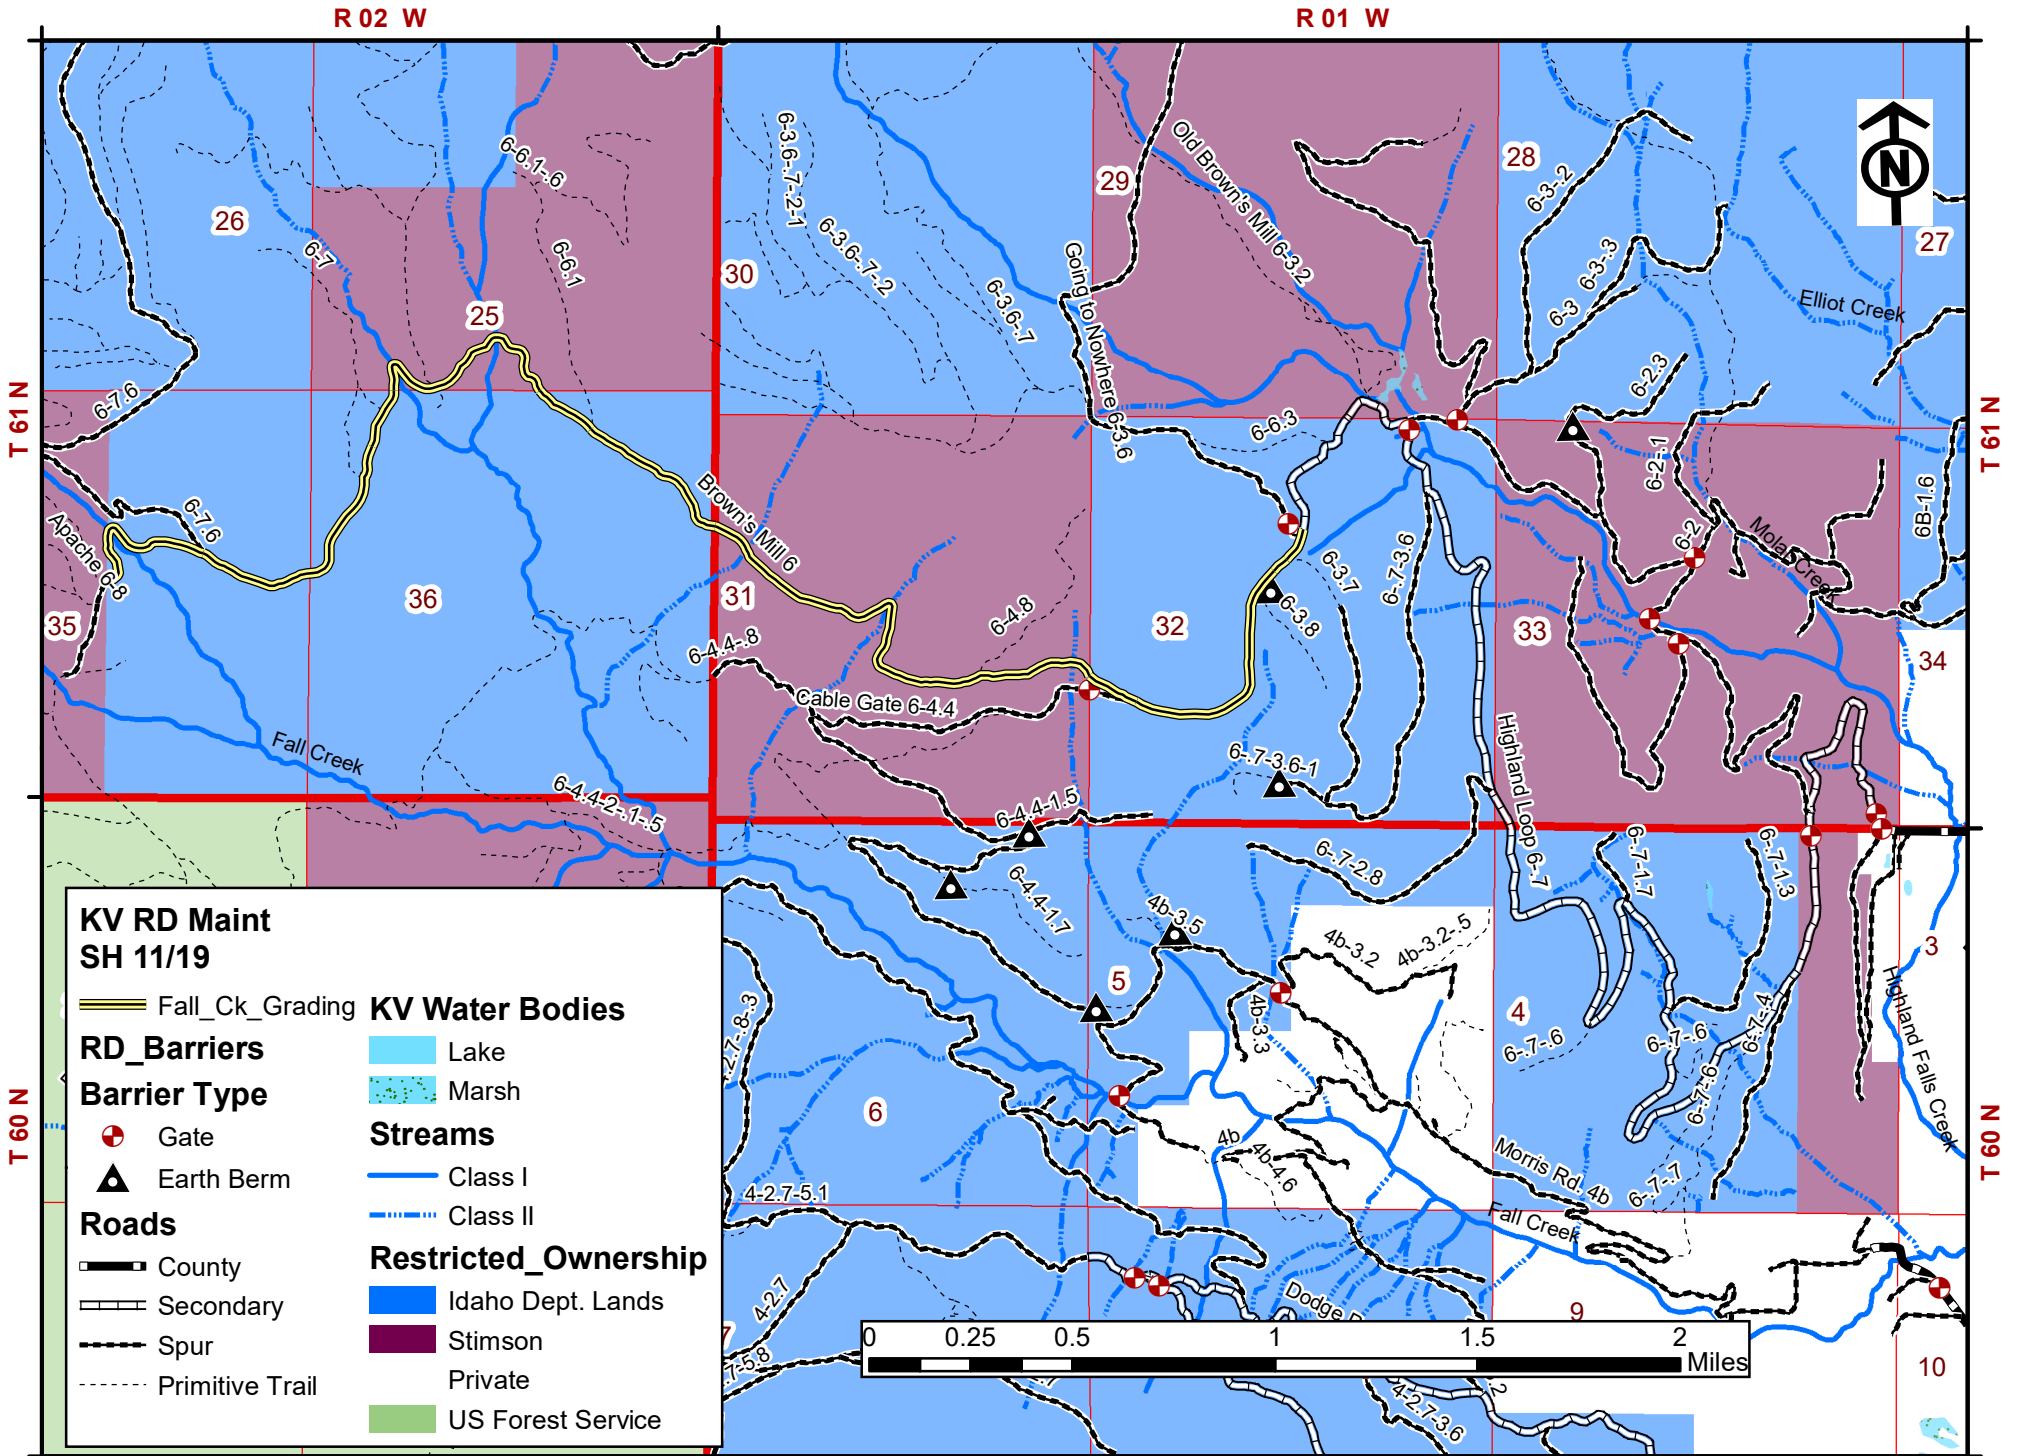 R 02 W
R 01 W
T 61 N
T 61 N
T 60 N
T 60 N
N
26
25
30
29
28
27
36
35
31
32
33
34
3
4
5
6
9
10
7
6-6.1-.6
6-6.1
6-7
6-7.6
6-7.6
Apache 6-8
Brown's Mill 6
6-3.6-.7-.2-1
6-3.6-.7-.2
6-3.6-.7
Going to Nowhere 6-3.6
Old Brown's Mill 6-3.2
6-3-.2
6-3-.3
6-3
Elliot Creek
6-2.3
6-2-.1
6-2
6B-1.6
Molar Creek
6-6.3
6-3.7
6-.7-3.6
6-3.8
6-4.8
6-4.4-.8
Cable Gate 6-4.4
Fall Creek
6-4.4-2-.1-.5
6-4.4-1.5
6-4.4-1.7
6-.7-3.6-1
Highland Loop 6-.7
6-.7-2.8
6-.7-1.7
6-.7-1.3
4b-3.5
4b-3.2
4b-3.2-.5
4b-3.3
6-.7-.6
6-.7-.6
6-.7-.4
6-.7-.6
6-.7-.7
Highland Falls Creek
4b
4b-4.6
Morris Rd. 4b
Fall Creek
4-2.7-5.1
4-2.7
4-2.7-3.6
Dodge
KV RD Maint
SH 11/19
Fall_Ck_Grading
RD_Barriers
Barrier Type
Gate
Earth Berm
Roads
County
Secondary
Spur
Primitive Trail
KV Water Bodies
Lake
Marsh
Streams
Class I
Class II
Restricted_Ownership
Idaho Dept. Lands
Stimson
Private
US Forest Service
0 0.25 0.5 1 1.5 2
Miles